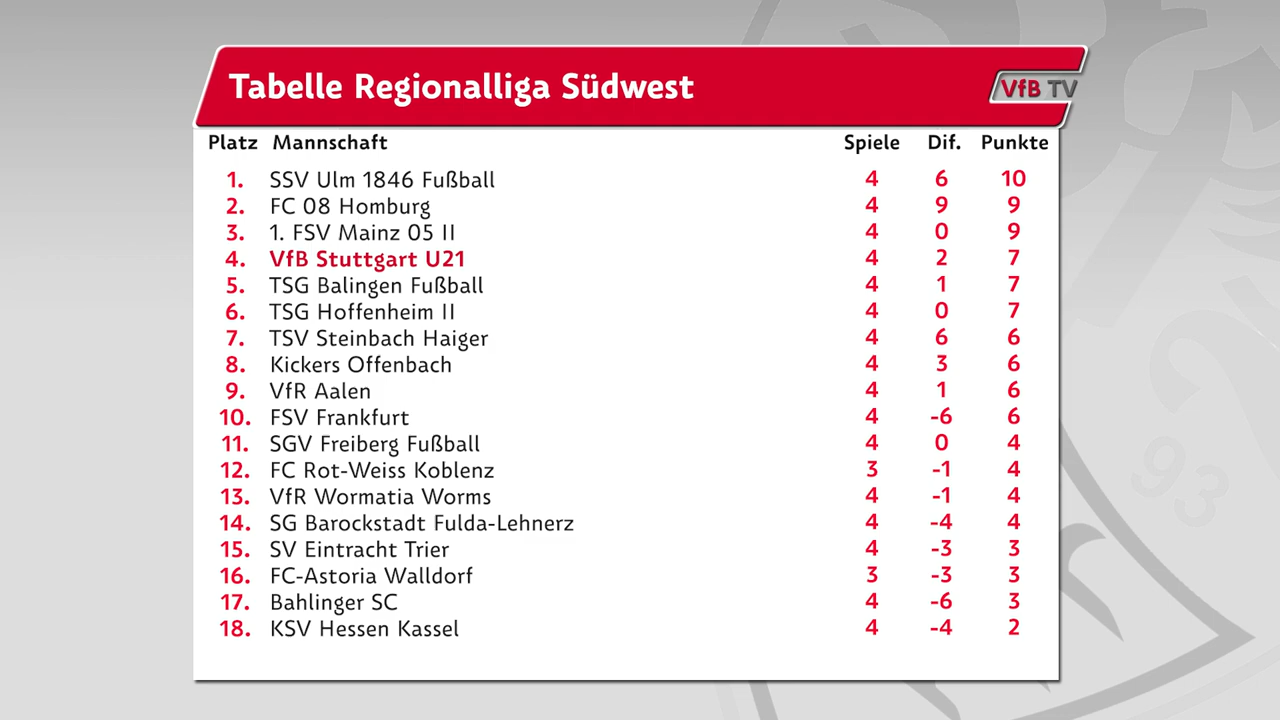 Tabelle Regionalliga Südwest
VfB TV
Platz Mannschaft Spiele Dif. Punkte
1. SSV Ulm 1846 Fußball 4 6 10
2. FC 08 Homburg 4 9 9
3. 1. FSV Mainz 05 II 4 0 9
4. VfB Stuttgart U21 4 2 7
5. TSG Balingen Fußball 4 1 7
6. TSG Hoffenheim II 4 0 7
7. TSV Steinbach Haiger 4 6 6
8. Kickers Offenbach 4 3 6
9. VfR Aalen 4 1 6
10. FSV Frankfurt 4 -6 6
11. SGV Freiberg Fußball 4 0 4
12. FC Rot-Weiss Koblenz 3 -1 4
13. VfR Wormatia Worms 4 -1 4
14. SG Barockstadt Fulda-Lehnerz 4 -4 4
15. SV Eintracht Trier 4 -3 3
16. FC-Astoria Walldorf 3 -3 3
17. Bahlinger SC 4 -6 3
18. KSV Hessen Kassel 4 -4 2
93